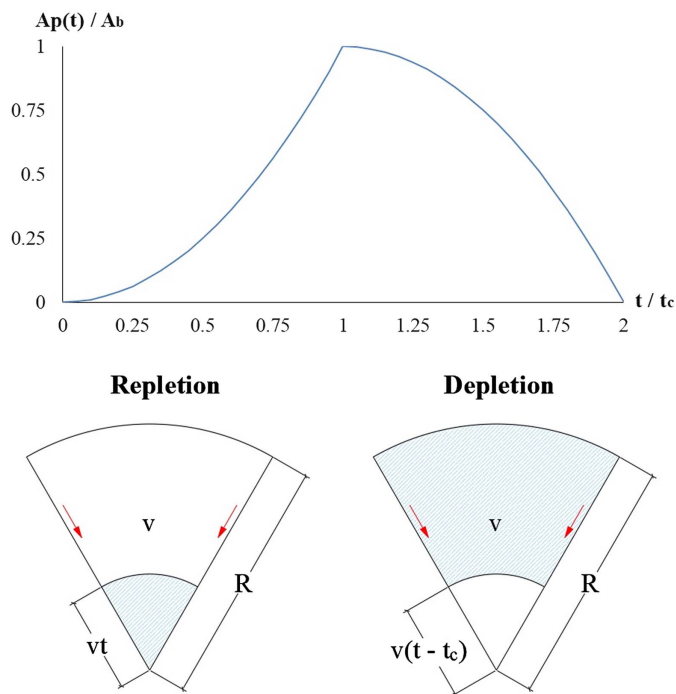 Ap(t) / Ab
1
0.75
0.5
0.25
0
0 0.25 0.5 0.75 1 1.25 1.5 1.75 2
t / tc
Repletion Depletion
v v
R R
vt v(t - tc)